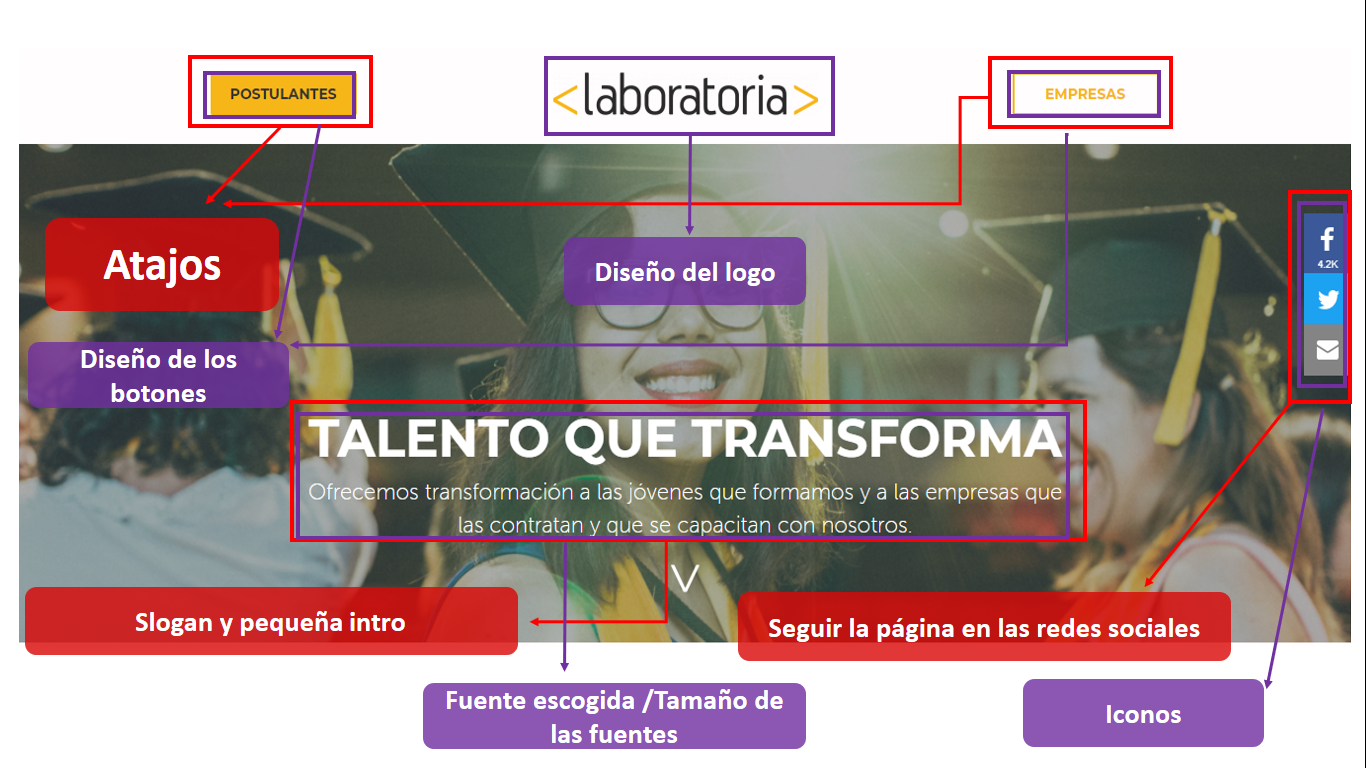 POSTULANTES
<laboratoria>
EMPRESAS
Atajos
Diseño del logo
4.2K
Diseño de los
botones
TALENTO QUE TRANSFORMA
Ofrecemos transformación a las jóvenes que formamos y a las empresas que
las contratan y que se capacitan con nosotros.
Slogan y pequeña intro
Seguir la página en las redes sociales
Fuente escogida /Tamaño de
las fuentes
Iconos